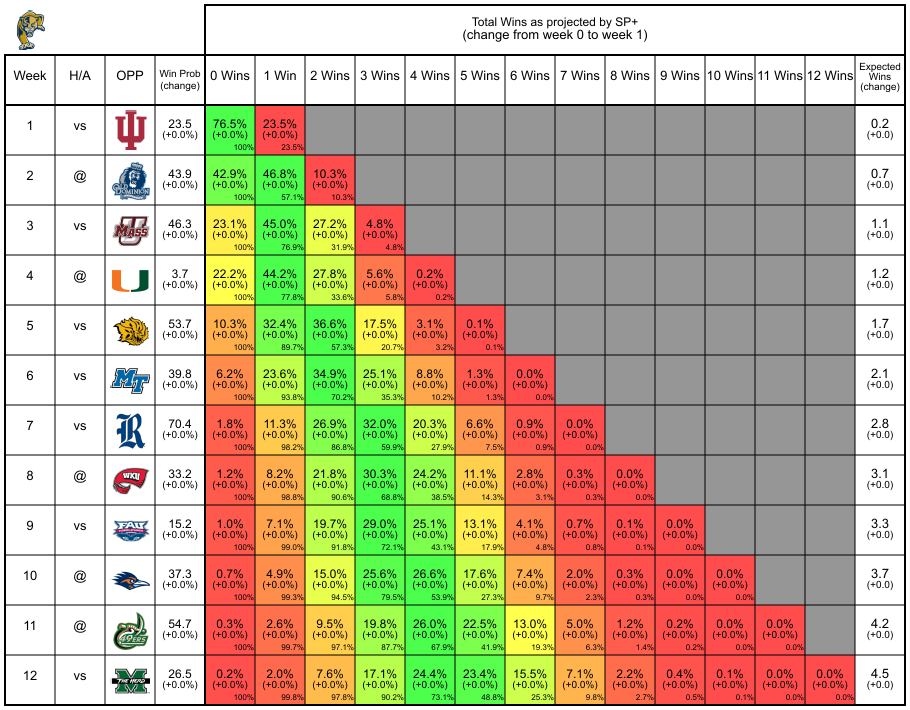 Total Wins as projected by SP+
(change from week 0 to week 1)
Week H/A OPP Win Prob (change) 0 Wins 1 Win 2 Wins 3 Wins 4 Wins 5 Wins 6 Wins 7 Wins 8 Wins 9 Wins 10 Wins 11 Wins 12 Wins Expected Wins (change)
1 vs 23.5 76.5% 23.5% 0.2
(+0.0%) (+0.0%) (+0.0%) (+0.0)
100% 23.5%
2 @ OLD DOMINION 43.9 42.9% 46.8% 10.3% 0.7
(+0.0%) (+0.0%) (+0.0%) (+0.0%) (+0.0)
100% 57.1% 10.3%
3 vs MASS 46.3 23.1% 45.0% 27.2% 4.8% 1.1
(+0.0%) (+0.0%) (+0.0%) (+0.0%) (+0.0%) (+0.0)
100% 76.9% 31.9% 4.8%
4 @ U 3.7 22.2% 44.2% 27.8% 5.6% 0.2% 1.2
(+0.0%) (+0.0%) (+0.0%) (+0.0%) (+0.0%) (+0.0%) (+0.0)
100% 77.8% 33.6% 5.8% 0.2%
5 vs 53.7 10.3% 32.4% 36.6% 17.5% 3.1% 0.1% 1.7
(+0.0%) (+0.0%) (+0.0%) (+0.0%) (+0.0%) (+0.0%) (+0.0%) (+0.0)
100% 89.7% 57.3% 20.7% 3.2% 0.1%
6 vs MT 39.8 6.2% 23.6% 34.9% 25.1% 8.8% 1.3% 0.0% 2.1
(+0.0%) (+0.0%) (+0.0%) (+0.0%) (+0.0%) (+0.0%) (+0.0%) (+0.0%) (+0.0)
100% 93.8% 70.2% 35.3% 10.2% 1.3% 0.0%
7 vs R 70.4 1.8% 11.3% 26.9% 32.0% 20.3% 6.6% 0.9% 0.0% 2.8
(+0.0%) (+0.0%) (+0.0%) (+0.0%) (+0.0%) (+0.0%) (+0.0%) (+0.0%) (+0.0%) (+0.0)
100% 98.2% 86.8% 59.9% 27.9% 7.5% 0.9% 0.0%
8 @ WKU 33.2 1.2% 8.2% 21.8% 30.3% 24.2% 11.1% 2.8% 0.3% 0.0% 3.1
(+0.0%) (+0.0%) (+0.0%) (+0.0%) (+0.0%) (+0.0%) (+0.0%) (+0.0%) (+0.0%) (+0.0%) (+0.0)
100% 98.8% 90.6% 68.8% 38.5% 14.3% 3.1% 0.3% 0.0%
9 vs FAU 15.2 1.0% 7.1% 19.7% 29.0% 25.1% 13.1% 4.1% 0.7% 0.1% 0.0% 3.3
(+0.0%) (+0.0%) (+0.0%) (+0.0%) (+0.0%) (+0.0%) (+0.0%) (+0.0%) (+0.0%) (+0.0%) (+0.0%) (+0.0)
100% 99.0% 91.8% 72.1% 43.1% 17.9% 4.8% 0.8% 0.1% 0.0%
10 @ 37.3 0.7% 4.9% 15.0% 25.6% 26.6% 17.6% 7.4% 2.0% 0.3% 0.0% 0.0% 3.7
(+0.0%) (+0.0%) (+0.0%) (+0.0%) (+0.0%) (+0.0%) (+0.0%) (+0.0%) (+0.0%) (+0.0%) (+0.0%) (+0.0%) (+0.0)
100% 99.3% 94.5% 79.5% 53.9% 27.3% 9.7% 2.3% 0.3% 0.0% 0.0%
11 @ 49ERS 54.7 0.3% 2.6% 9.5% 19.8% 26.0% 22.5% 13.0% 5.0% 1.2% 0.2% 0.0% 0.0% 4.2
(+0.0%) (+0.0%) (+0.0%) (+0.0%) (+0.0%) (+0.0%) (+0.0%) (+0.0%) (+0.0%) (+0.0%) (+0.0%) (+0.0%) (+0.0%) (+0.0)
100% 99.7% 97.1% 87.7% 67.9% 41.9% 19.3% 6.3% 1.4% 0.2% 0.0% 0.0%
12 vs M THE HERD 26.5 0.2% 2.0% 7.6% 17.1% 24.4% 23.4% 15.5% 7.1% 2.2% 0.4% 0.1% 0.0% 0.0% 4.5
(+0.0%) (+0.0%) (+0.0%) (+0.0%) (+0.0%) (+0.0%) (+0.0%) (+0.0%) (+0.0%) (+0.0%) (+0.0%) (+0.0%) (+0.0%) (+0.0%) (+0.0)
100% 99.8% 97.8% 90.2% 73.1% 48.8% 25.3% 9.8% 2.7% 0.5% 0.1% 0.0% 0.0%